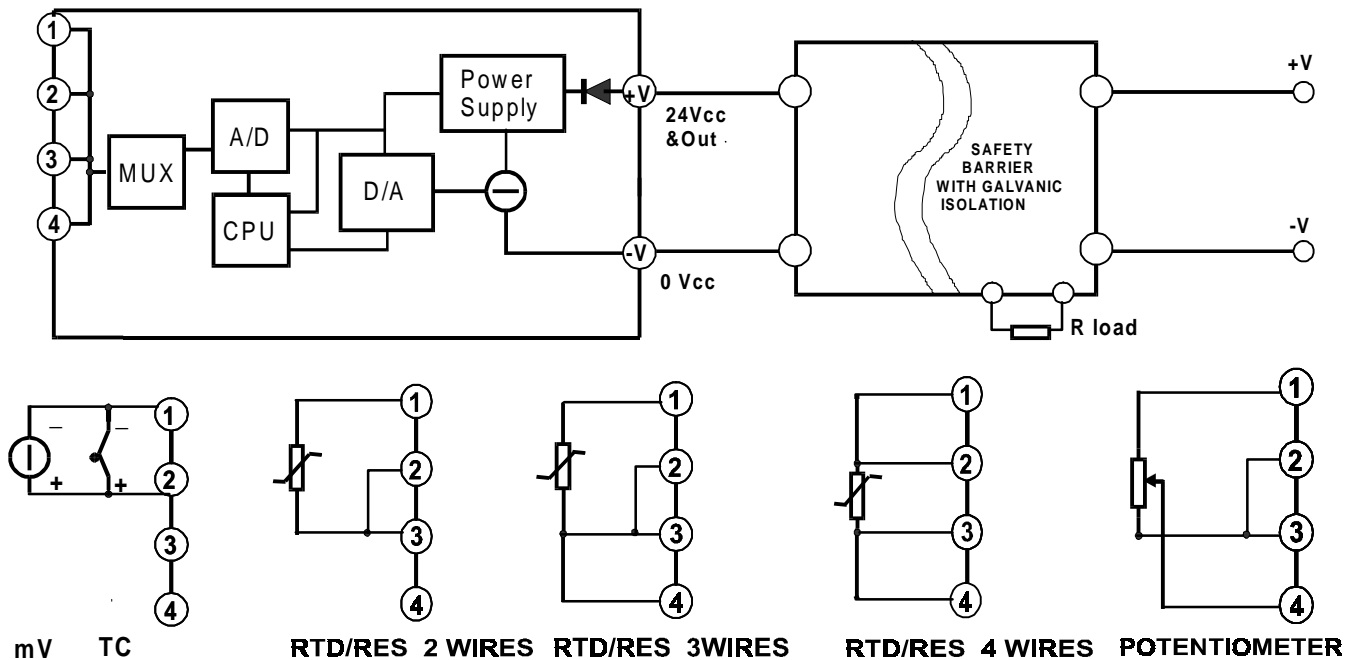 1
2
3
4
MUX
A/D
CPU
D/A
Power
Supply
+V
-V
24Vcc
&Out
0 Vcc
SAFETY
BARRIER
WITH GALVANIC
ISOLATION
R load
+V
-V
1
2
3
4
– –
+ +
mV TC
1
2
3
4
RTD/RES 2 WIRES
1
2
3
4
RTD/RES 3WIRES
1
2
3
4
RTD/RES 4 WIRES
1
2
3
4
POTENTIOMETER